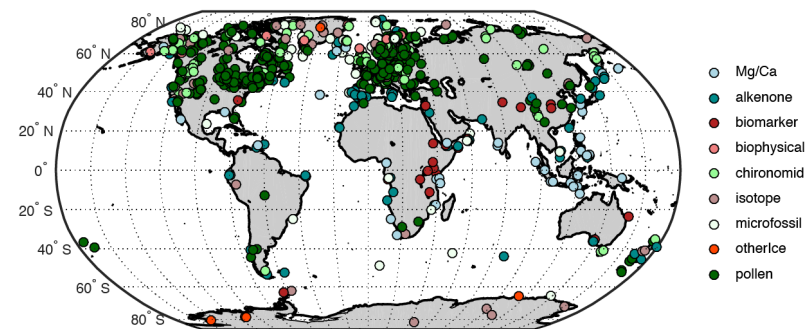 80° N
60° N
40° N
20° N
0°
20° S
40° S
60° S
80° S
Mg/Ca
alkenone
biomarker
biophysical
chironomid
isotope
microfossil
otherIce
pollen